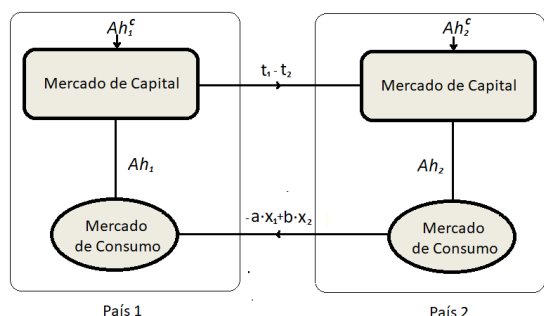 Ah₁ᶜ
Ah₂ᶜ
Mercado de Capital
t₁ - t₂
Mercado de Capital
Ah₁
Ah₂
Mercado
de Consumo
-a·x₁+b·x₂
Mercado
de Consumo
País 1
País 2